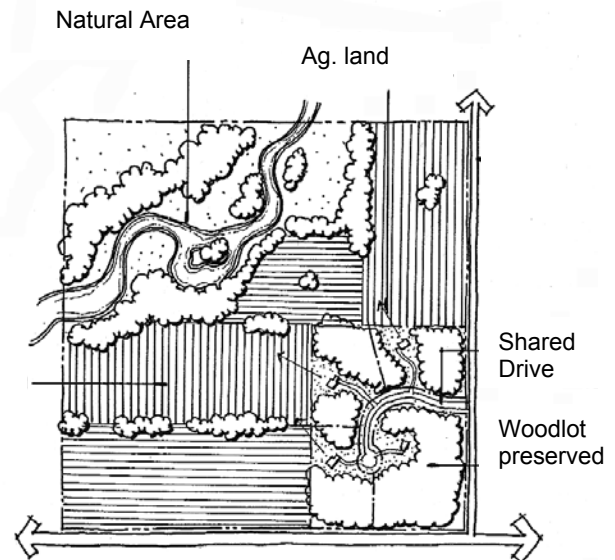 Natural Area
Ag. land
Shared
Drive
Woodlot
preserved